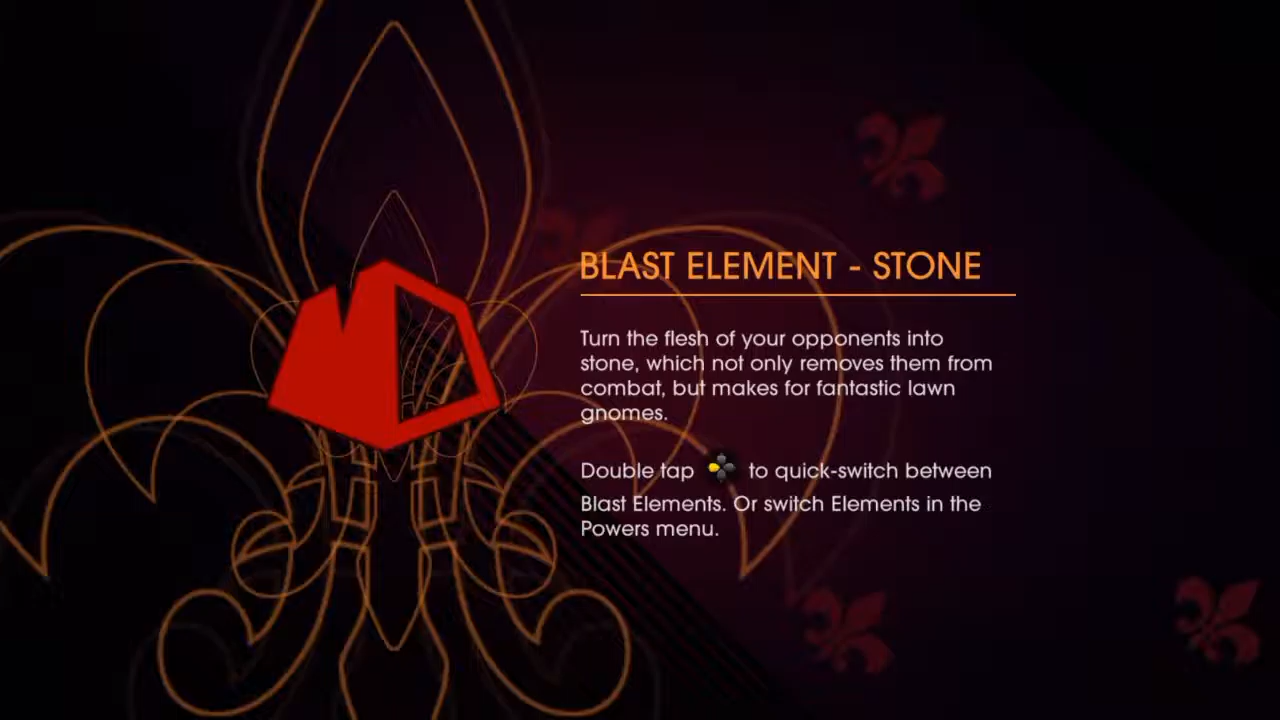 BLAST ELEMENT - STONE
Turn the flesh of your opponents into
stone, which not only removes them from
combat, but makes for fantastic lawn
gnomes.
Double tap to quick-switch between
Blast Elements. Or switch Elements in the
Powers menu.